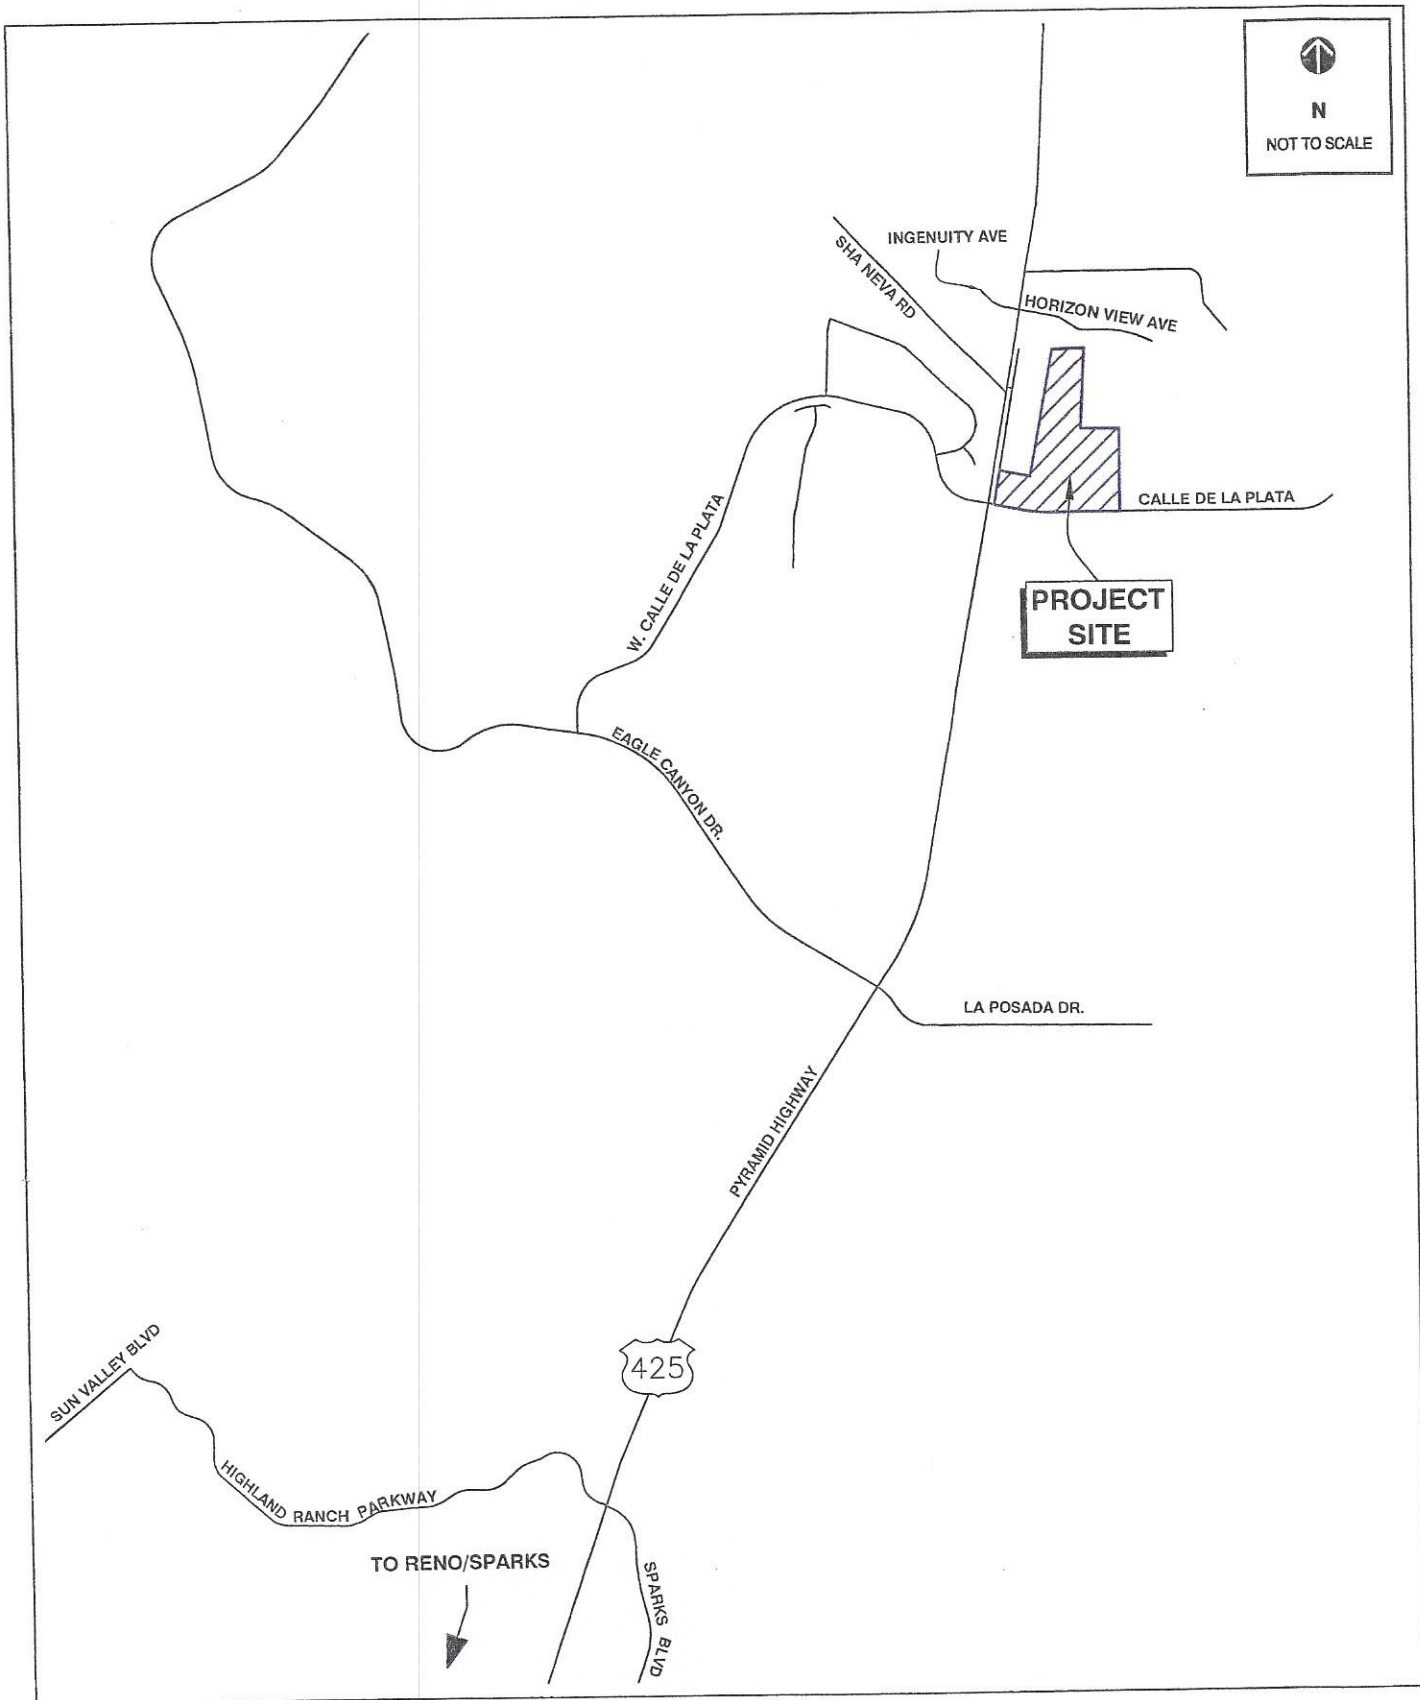 N
NOT TO SCALE
INGENUITY AVE
SHA NEVA RD
HORIZON VIEW AVE
CALLE DE LA PLATA
W. CALLE DE LA PLATA
PROJECT
SITE
EAGLE CANYON DR.
LA POSADA DR.
PYRAMID HIGHWAY
425
SUN VALLEY BLVD
HIGHLAND RANCH PARKWAY
TO RENO/SPARKS
SPARKS BLVD